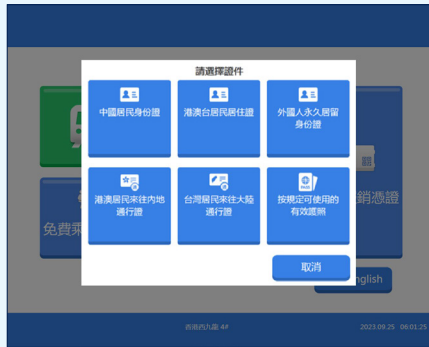 請選擇證件
中國居民身份證
港澳台居民居住證
外國人永久居留
身份證
港澳居民來往內地
通行證
台灣居民來往大陸
通行證
按規定可使用的
有效護照
銷憑證
免費乘
取消
nglish
香港西九龍 4#
2023.09.25 06:01:25